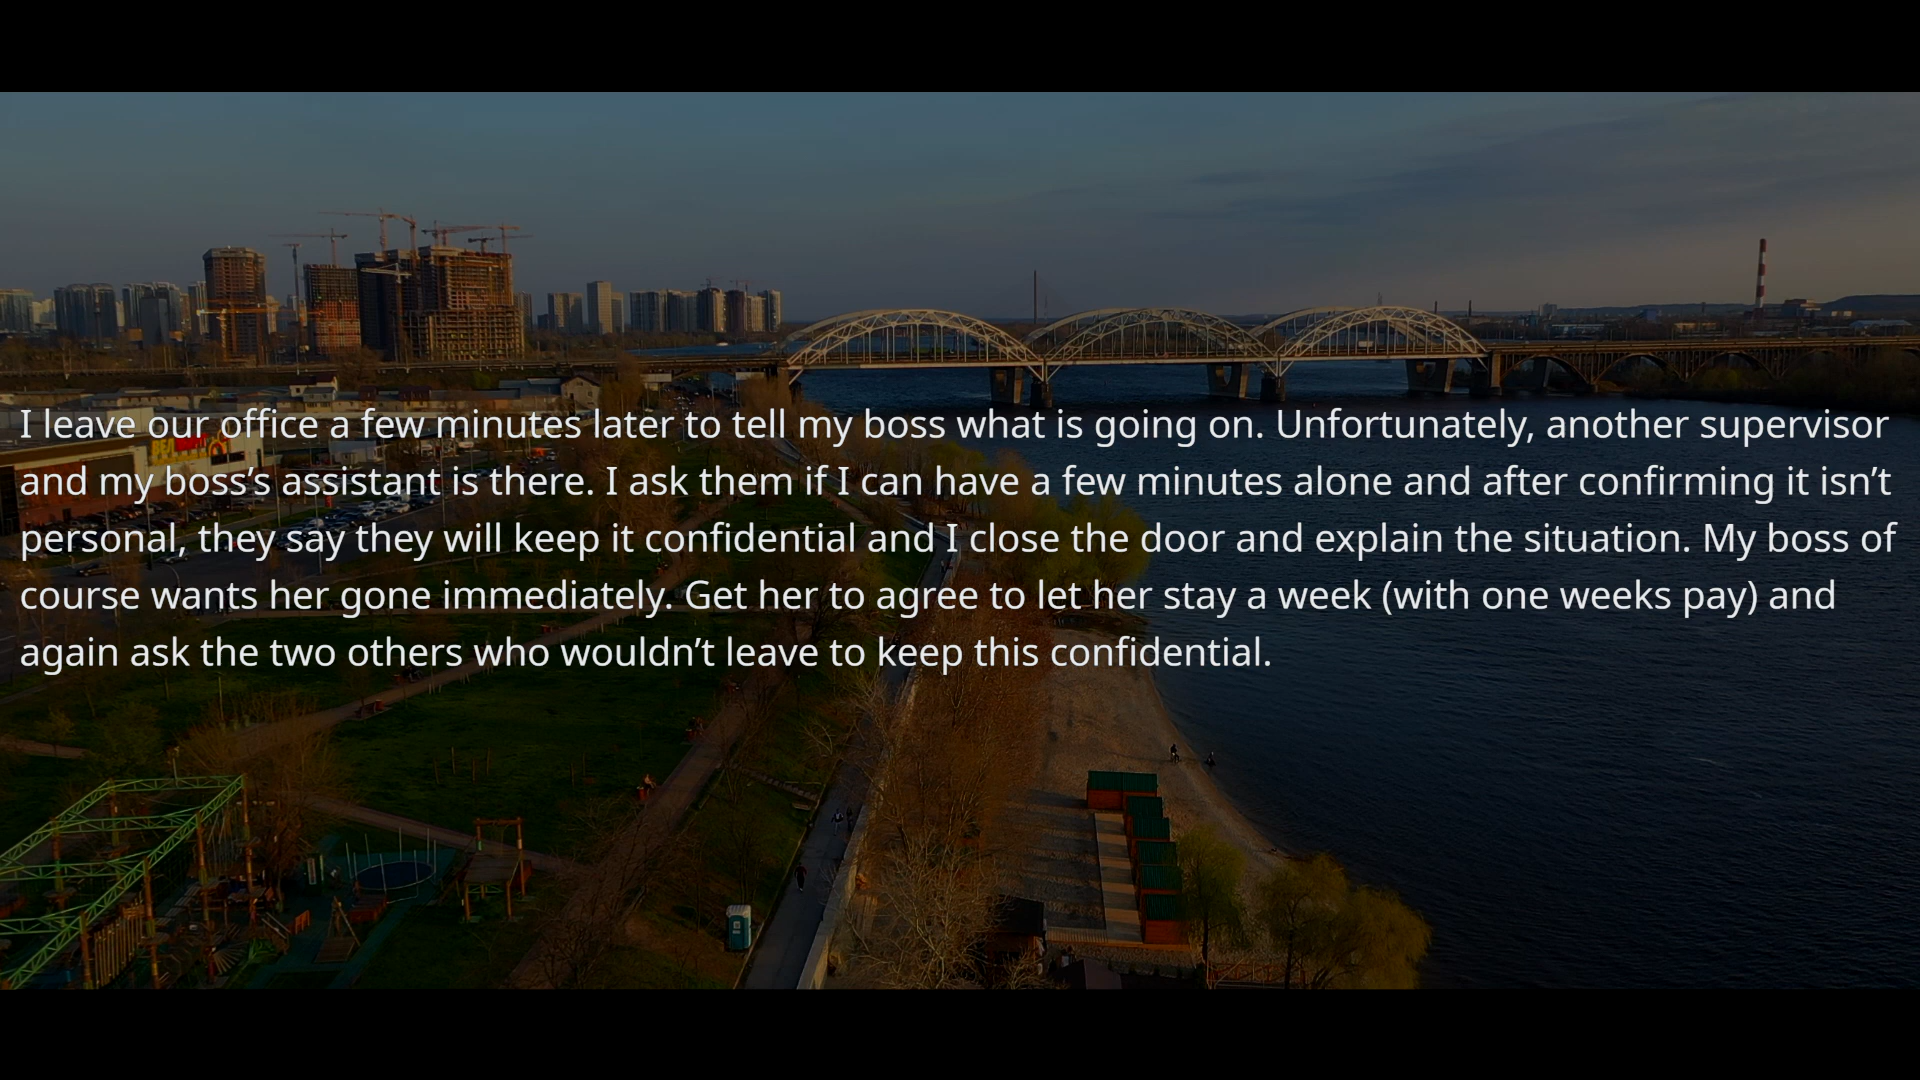 I leave our office a few minutes later to tell my boss what is going on. Unfortunately, another supervisor
and my boss’s assistant is there. I ask them if I can have a few minutes alone and after confirming it isn’t
personal, they say they will keep it confidential and I close the door and explain the situation. My boss of
course wants her gone immediately. Get her to agree to let her stay a week (with one weeks pay) and
again ask the two others who wouldn’t leave to keep this confidential.